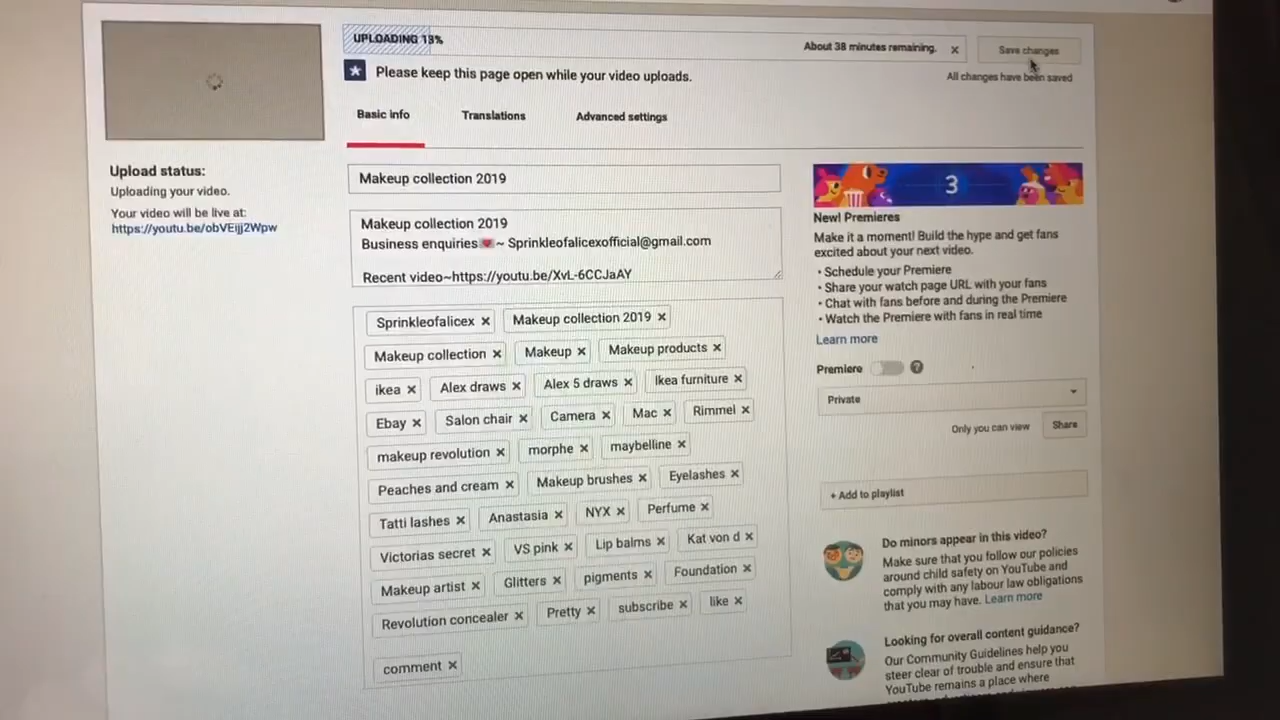 UPLOADING 13%
About 38 minutes remaining. ×
Save changes
All changes have been saved
Please keep this page open while your video uploads.
Basic info
Translations
Advanced settings
Upload status:
Uploading your video.
Your video will be live at:
https://youtu.be/obVEijj2Wpw
Makeup collection 2019
Makeup collection 2019
Business enquiries💌~ Sprinkleofalicexofficial@gmail.com
Recent video~https://youtu.be/XvL-6CCJaAY
Sprinkleofalicex × Makeup collection 2019 ×
Makeup collection × Makeup × Makeup products ×
ikea × Alex draws × Alex 5 draws × Ikea furniture ×
Ebay × Salon chair × Camera × Mac × Rimmel ×
makeup revolution × morphe × maybelline ×
Peaches and cream × Makeup brushes × Eyelashes ×
Tatti lashes × Anastasia × NYX × Perfume ×
Victorias secret × VS pink × Lip balms × Kat von d ×
Makeup artist × Glitters × pigments × Foundation ×
Revolution concealer × Pretty × subscribe × like ×
comment ×
3
New! Premieres
Make it a moment! Build the hype and get fans
excited about your next video.
• Schedule your Premiere
• Share your watch page URL with your fans
• Chat with fans before and during the Premiere
• Watch the Premiere with fans in real time
Learn more
Premiere ?
Private
Only you can view
Share
+ Add to playlist
Do minors appear in this video?
Make sure that you follow our policies
around child safety on YouTube and
comply with any labour law obligations
that you may have. Learn more
Looking for overall content guidance?
Our Community Guidelines help you
steer clear of trouble and ensure that
YouTube remains a place where